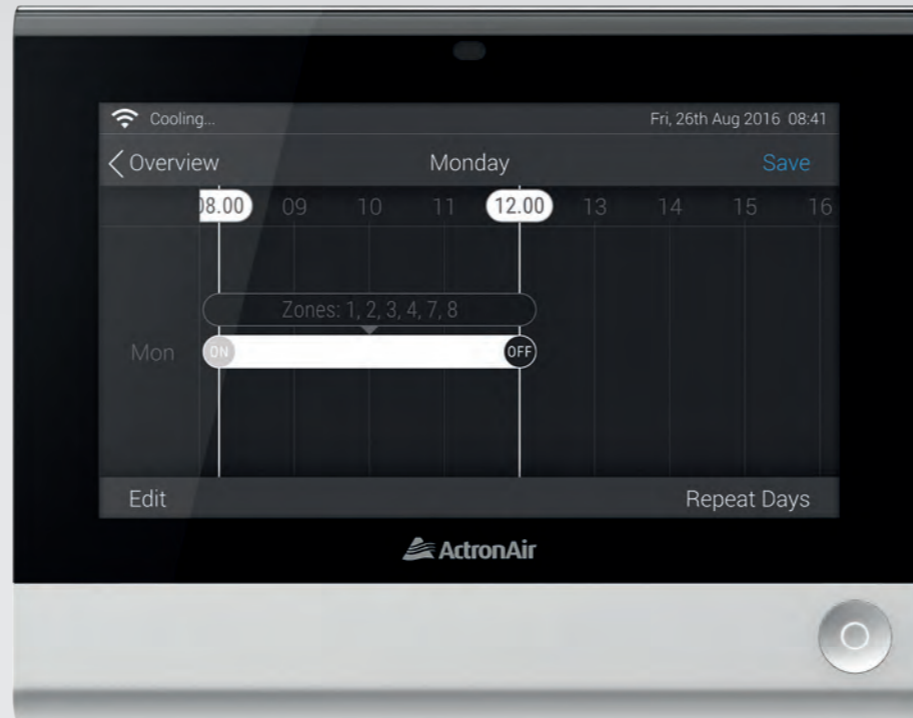 Cooling... Fri, 26th Aug 2016 08:41
Overview Monday Save
08.00 09 10 11 12.00 13 14 15 16
Zones: 1, 2, 3, 4, 7, 8
Mon ON OFF
Edit Repeat Days
ActronAir